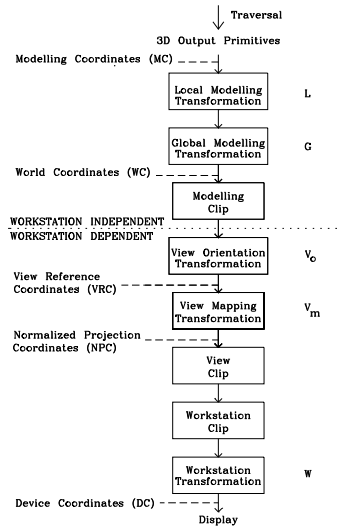 Traversal
3D Output Primitives
Modelling Coordinates (MC)
Local Modelling
Transformation
L
Global Modelling
Transformation
G
World Coordinates (WC)
Modelling
Clip
WORKSTATION INDEPENDENT
WORKSTATION DEPENDENT
View Orientation
Transformation
Vo
View Reference
Coordinates (VRC)
View Mapping
Transformation
Vm
Normalized Projection
Coordinates (NPC)
View
Clip
Workstation
Clip
Workstation
Transformation
W
Device Coordinates (DC)
Display